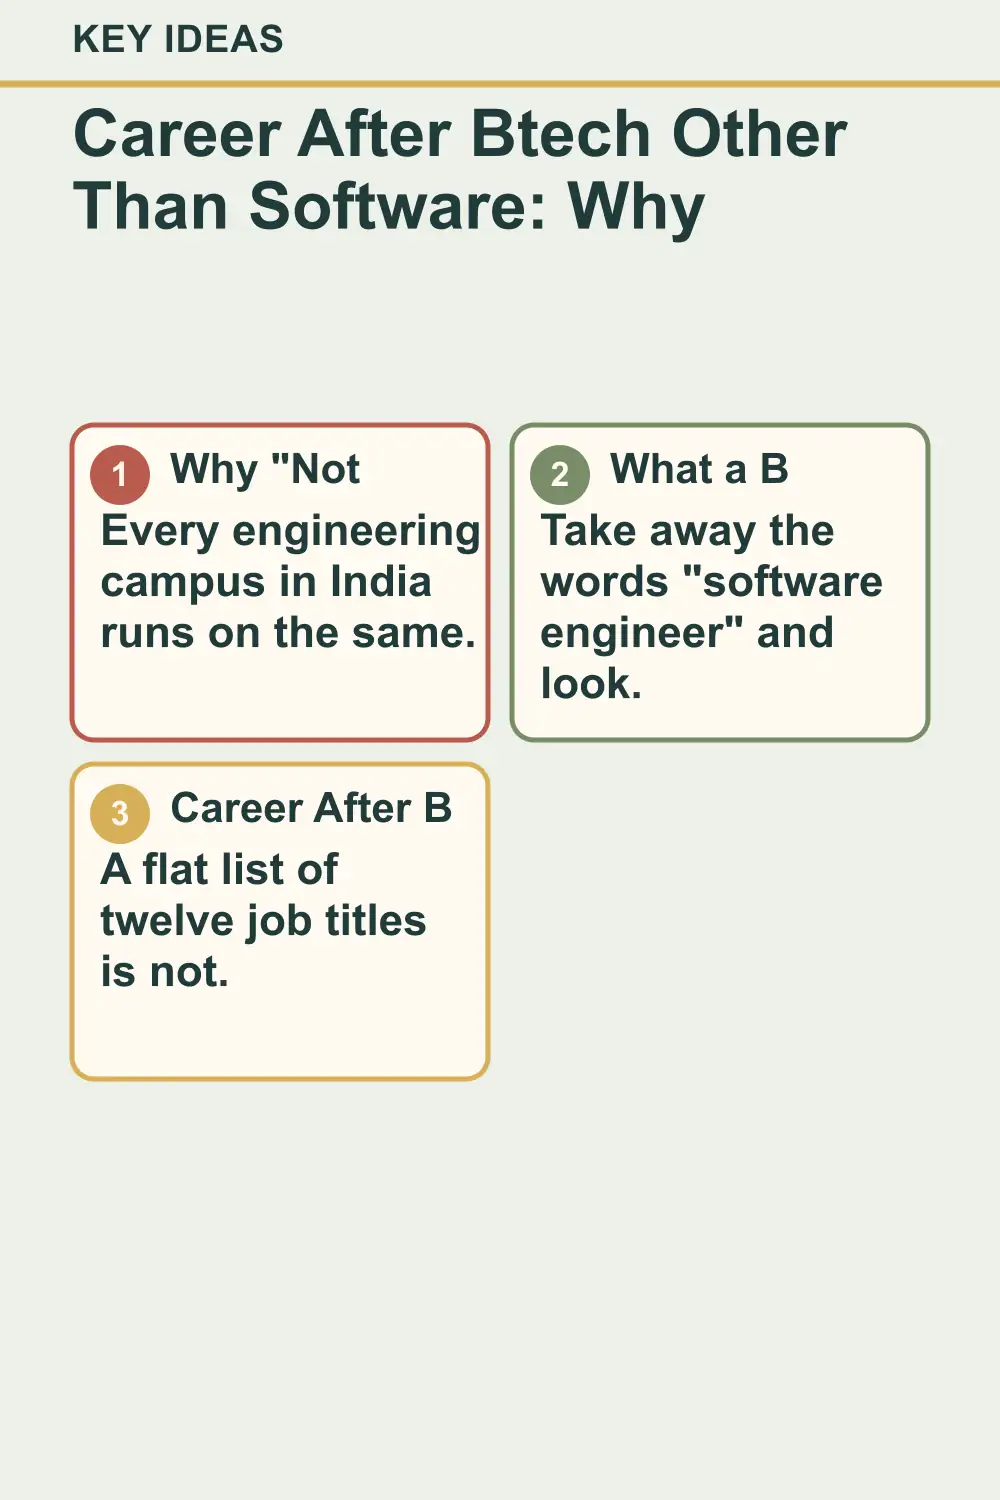 KEY IDEAS
Career After Btech Other
Than Software: Why
1 Why "Not
Every engineering
campus in India
runs on the same.
2 What a B
Take away the
words "software
engineer" and
look.
3 Career After B
A flat list of
twelve job titles
is not.